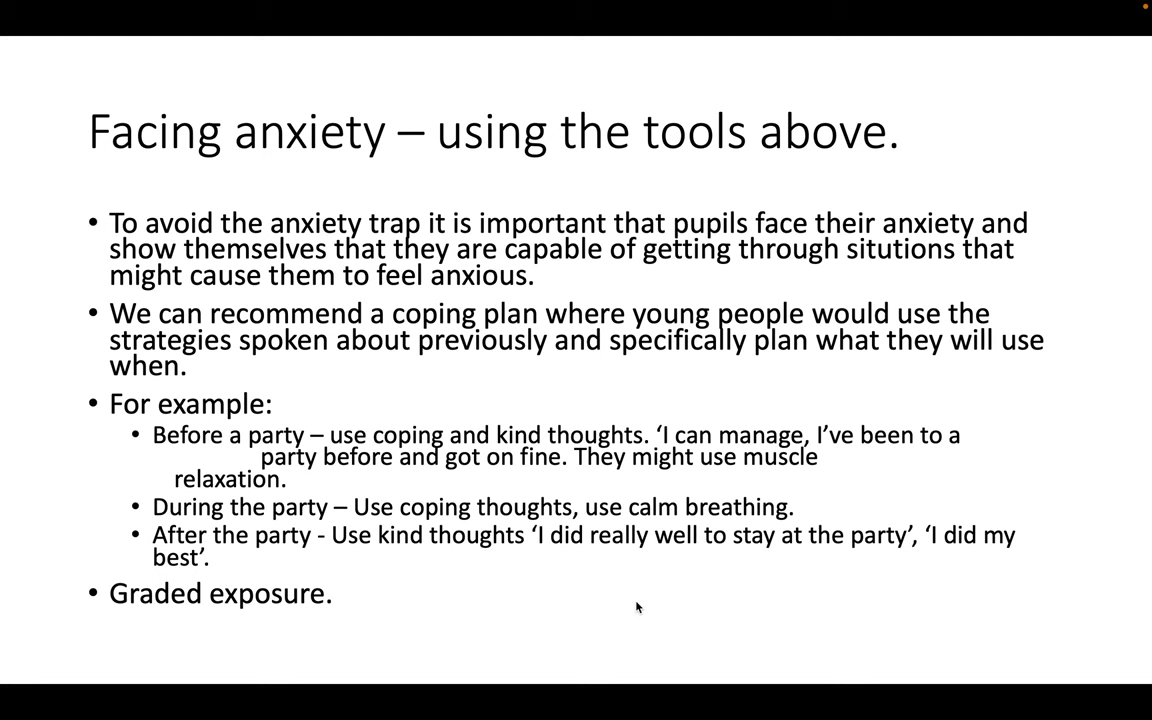 Facing anxiety – using the tools above.
• To avoid the anxiety trap it is important that pupils face their anxiety and
show themselves that they are capable of getting through situtions that
might cause them to feel anxious.
• We can recommend a coping plan where young people would use the
strategies spoken about previously and specifically plan what they will use
when.
• For example:
• Before a party – use coping and kind thoughts. ‘I can manage, I’ve been to a
party before and got on fine. They might use muscle
relaxation.
• During the party – Use coping thoughts, use calm breathing.
• After the party - Use kind thoughts ‘I did really well to stay at the party’, ‘I did my
best’.
• Graded exposure.